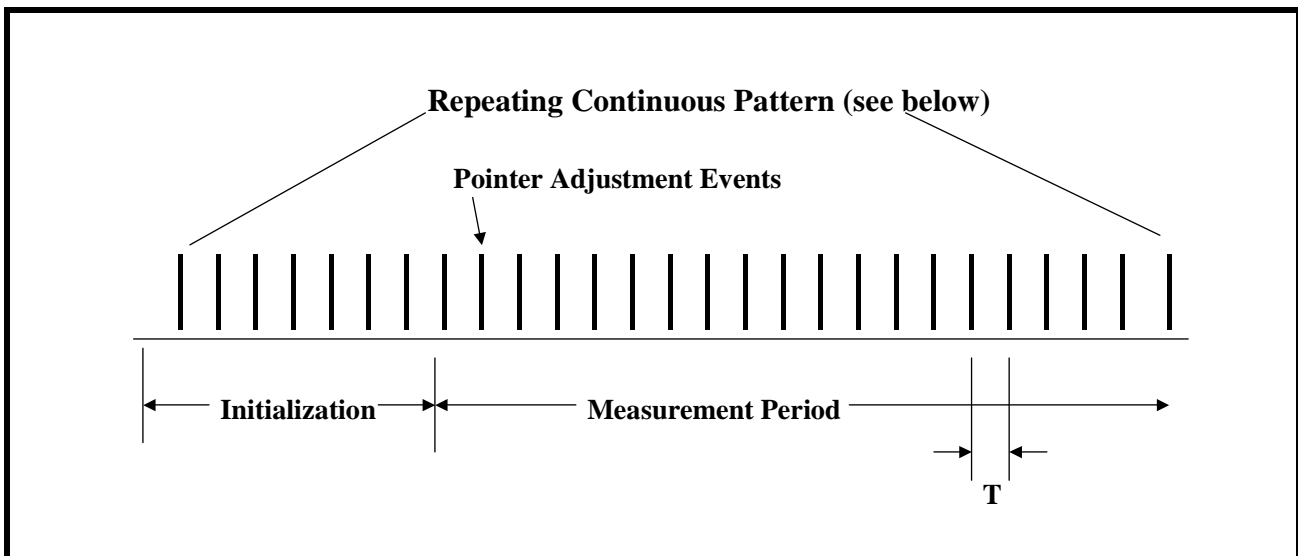 Repeating Continuous Pattern (see below)
Pointer Adjustment Events
Initialization
Measurement Period
T